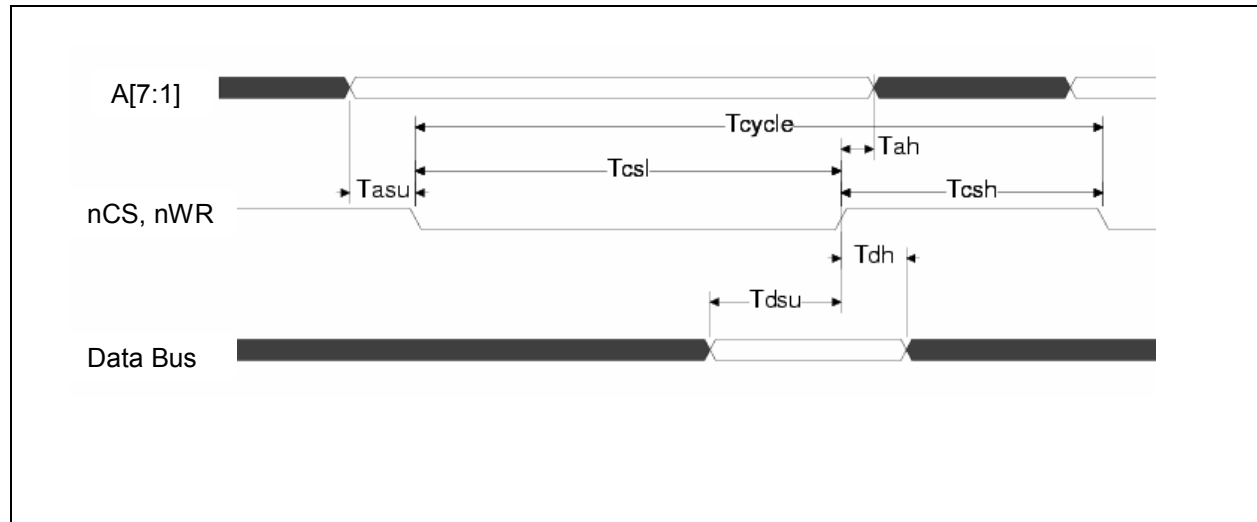 A[7:1]
Tcycle
Tah
Tcsl
Tasu
Tcsh
nCS, nWR
Tdh
Tdsu
Data Bus